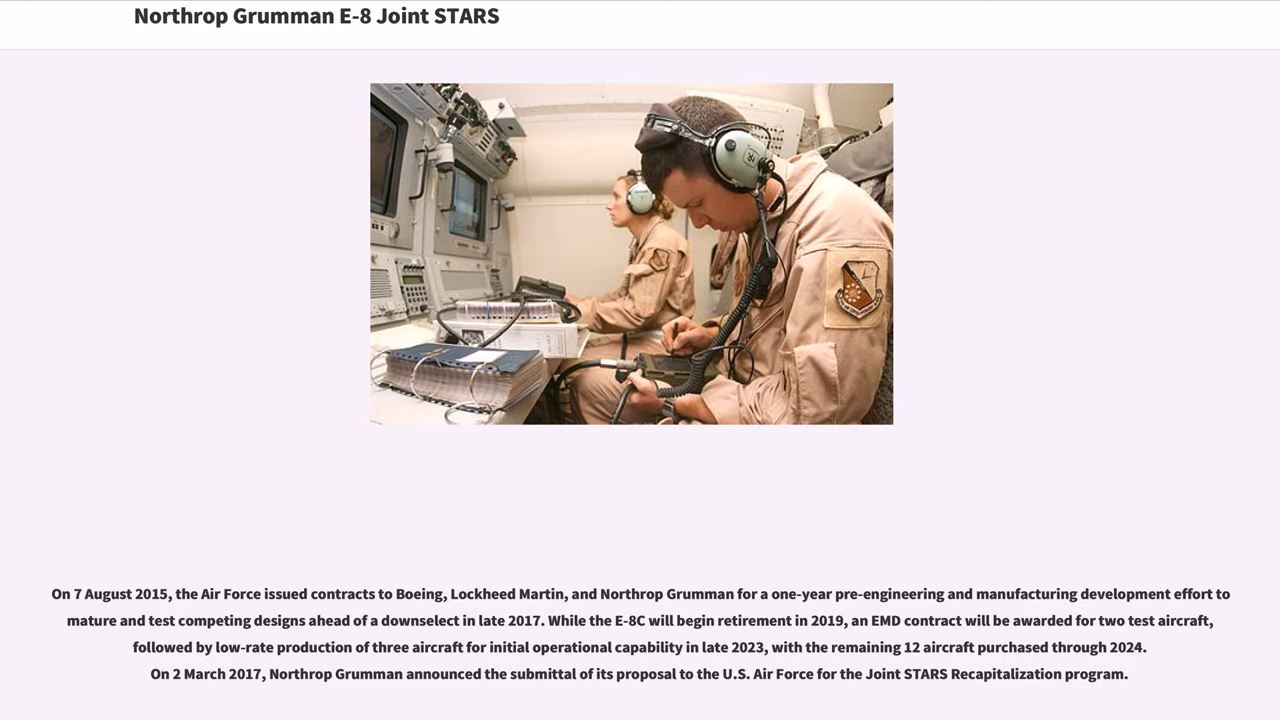 Northrop Grumman E-8 Joint STARS
On 7 August 2015, the Air Force issued contracts to Boeing, Lockheed Martin, and Northrop Grumman for a one-year pre-engineering and manufacturing development effort to
mature and test competing designs ahead of a downselect in late 2017. While the E-8C will begin retirement in 2019, an EMD contract will be awarded for two test aircraft,
followed by low-rate production of three aircraft for initial operational capability in late 2023, with the remaining 12 aircraft purchased through 2024.
On 2 March 2017, Northrop Grumman announced the submittal of its proposal to the U.S. Air Force for the Joint STARS Recapitalization program.